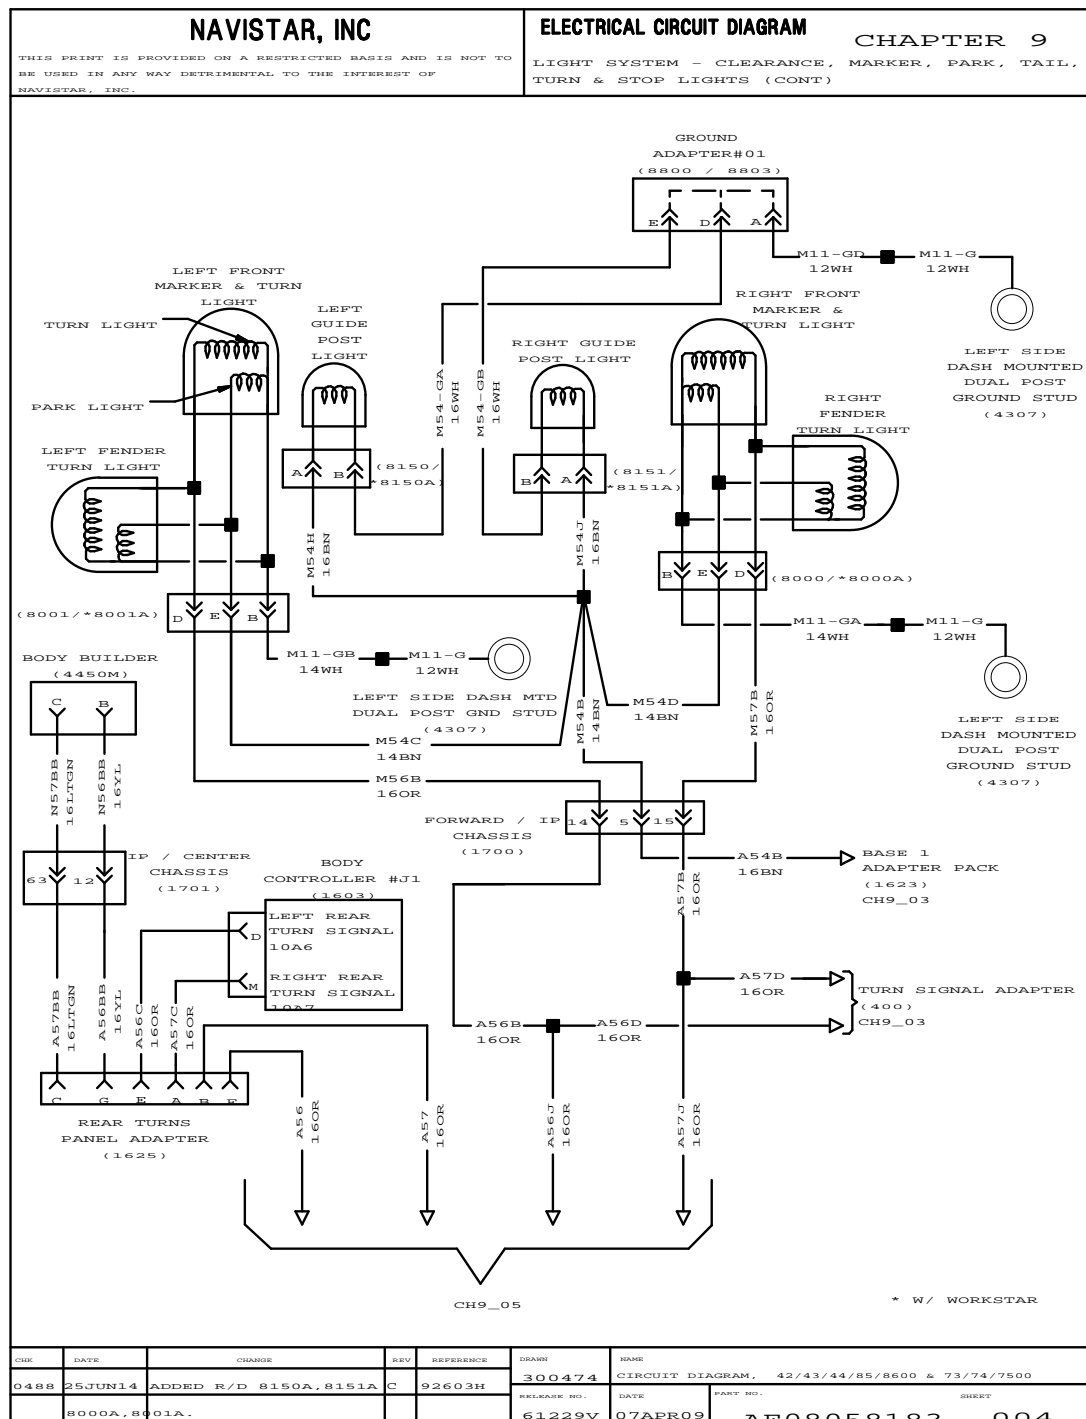 NAVISTAR, INC
THIS PRINT IS PROVIDED ON A RESTRICTED BASIS AND IS NOT TO
BE USED IN ANY WAY DETRIMENTAL TO THE INTEREST OF
NAVISTAR, INC.
ELECTRICAL CIRCUIT DIAGRAM
CHAPTER 9
LIGHT SYSTEM - CLEARANCE, MARKER, PARK, TAIL,
TURN & STOP LIGHTS (CONT)
GROUND
ADAPTER#01
(8800 / 8803)
E
D
A
M11-GD
12WH
M11-G
12WH
LEFT SIDE
DASH MOUNTED
DUAL POST
GROUND STUD
(4307)
LEFT FRONT
MARKER & TURN
LIGHT
TURN LIGHT
PARK LIGHT
LEFT
GUIDE
POST
LIGHT
M54-GA
16WH
M54-GB
16WH
RIGHT GUIDE
POST LIGHT
RIGHT FRONT
MARKER &
TURN LIGHT
RIGHT
FENDER
TURN LIGHT
LEFT FENDER
TURN LIGHT
A
B
(8150/
*8150A)
B
A
(8151/
*8151A)
M54H
16BN
M54J
16BN
B
E
D
(8000/*8000A)
(8001/*8001A)
D
E
B
M11-GB
14WH
M11-G
12WH
LEFT SIDE DASH MTD
DUAL POST GND STUD
(4307)
M11-GA
14WH
M11-G
12WH
LEFT SIDE
DASH MOUNTED
DUAL POST
GROUND STUD
(4307)
BODY BUILDER
(4450M)
C
B
M54B
14BN
M54D
14BN
M57B
16OR
M54C
14BN
M56B
16OR
N57BB
16LTGN
N56BB
16YL
FORWARD / IP
CHASSIS
(1700)
14
5
15
IP / CENTER
CHASSIS
(1701)
63
12
BODY
CONTROLLER #J1
(1603)
LEFT REAR
TURN SIGNAL
10A6
D
RIGHT REAR
TURN SIGNAL
10A7
M
A54B
16BN
BASE 1
ADAPTER PACK
(1623)
CH9_03
A57B
16OR
A57D
16OR
TURN SIGNAL ADAPTER
(400)
CH9_03
A56B
16OR
A56D
16OR
A57BB
16LTGN
A56BB
16YL
A56C
16OR
A57C
16OR
C
G
E
A
B
F
REAR TURNS
PANEL ADAPTER
(1625)
A56
16OR
A57
16OR
A56J
16OR
A57J
16OR
CH9_05
* W/ WORKSTAR
CHK
DATE
CHANGE
REV
REFERENCE
DRAWN
NAME
0488
25JUN14
ADDED R/D 8150A,8151A
C
92603H
300474
CIRCUIT DIAGRAM, 42/43/44/85/8600 & 73/74/7500
8000A,8001A.
RELEASE NO.
DATE
PART NO.
SHEET
61229V
07APR09
AE08058183
004